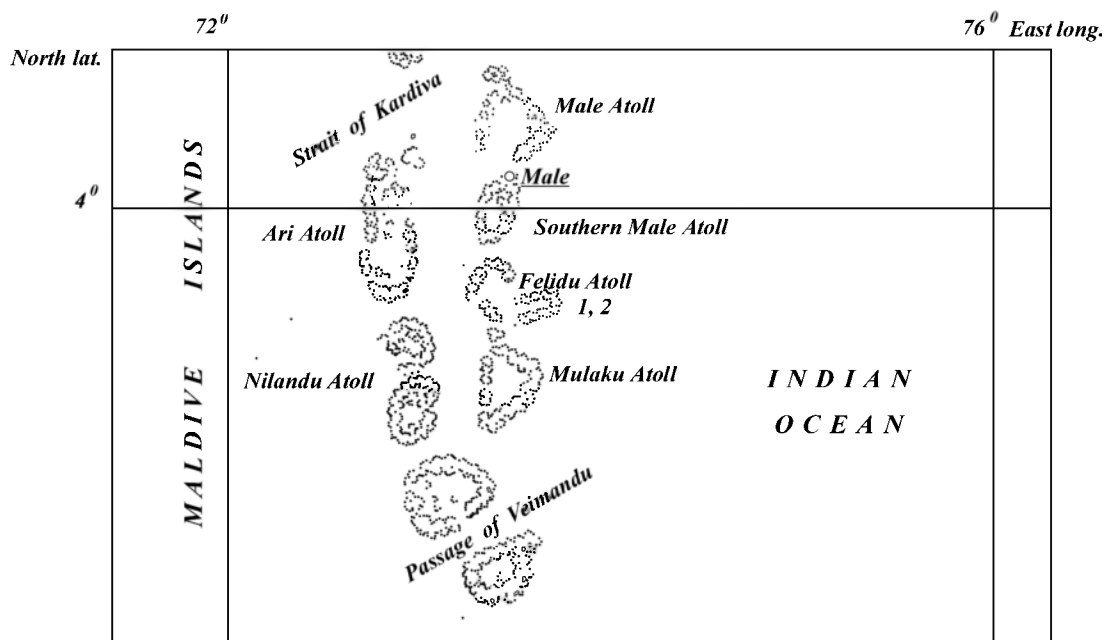 72⁰
76⁰ East long.
North lat.
Strait of Kardiva
Male Atoll
Male
4⁰
Ari Atoll
Southern Male Atoll
Felidu Atoll
1, 2
Nilandu Atoll
Mulaku Atoll
INDIAN
OCEAN
MALDIVE ISLANDS
Passage of Veimandu